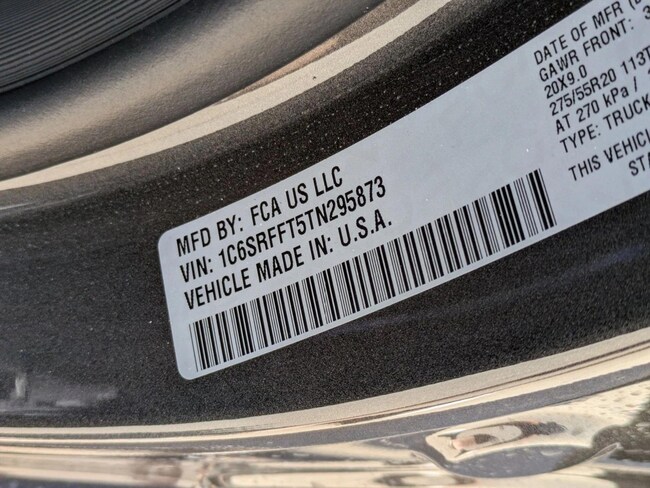 MFD BY: FCA US LLC
VIN: 1C6SRFFT5TN295873
VEHICLE MADE IN: U.S.A.
DATE OF MFR
GAWR FRONT:
20X9.0
275/55R20 113T
AT 270 kPa /
TYPE: TRUCK
THIS